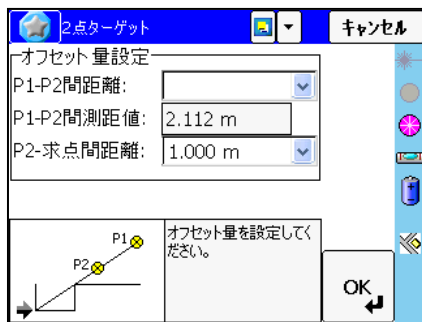 2点ターゲット
キャンセル
オフセット量設定
P1-P2間距離:
P1-P2間測距値: 2.112 m
P2-求点間距離: 1.000 m
P1
P2
オフセット量を設定してく
ださい。
OK